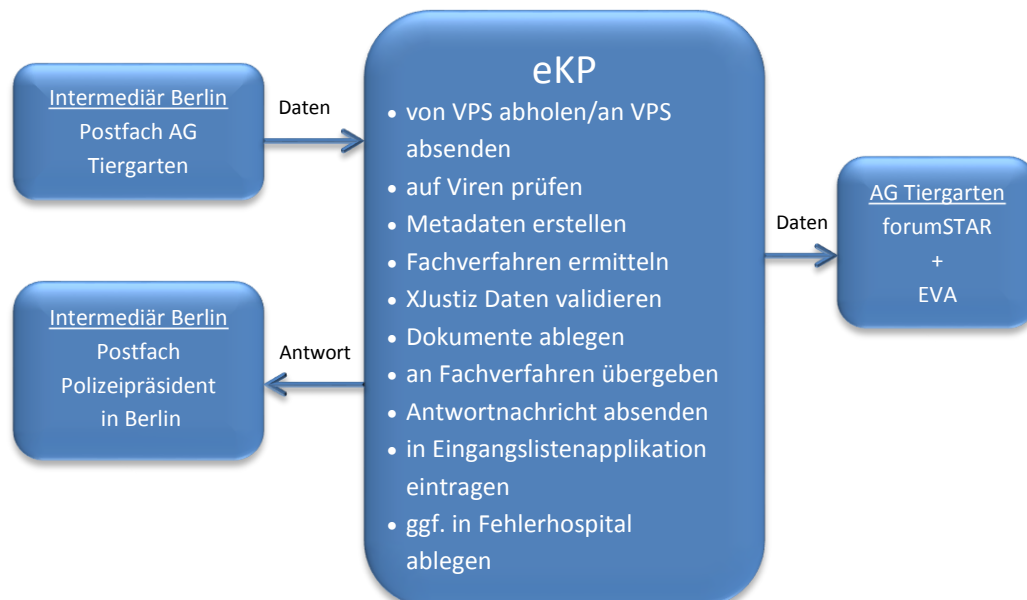 Intermediär Berlin
Postfach AG
Tiergarten
Daten
Intermediär Berlin
Postfach
Polizeipräsident
in Berlin
Antwort
eKP
• von VPS abholen/an VPS
absenden
• auf Viren prüfen
• Metadaten erstellen
• Fachverfahren ermitteln
• XJustiz Daten validieren
• Dokumente ablegen
• an Fachverfahren übergeben
• Antwortnachricht absenden
• in Eingangslistenapplikation
eintragen
• ggf. in Fehlerhospital
ablegen
Daten
AG Tiergarten
forumSTAR
+
EVA